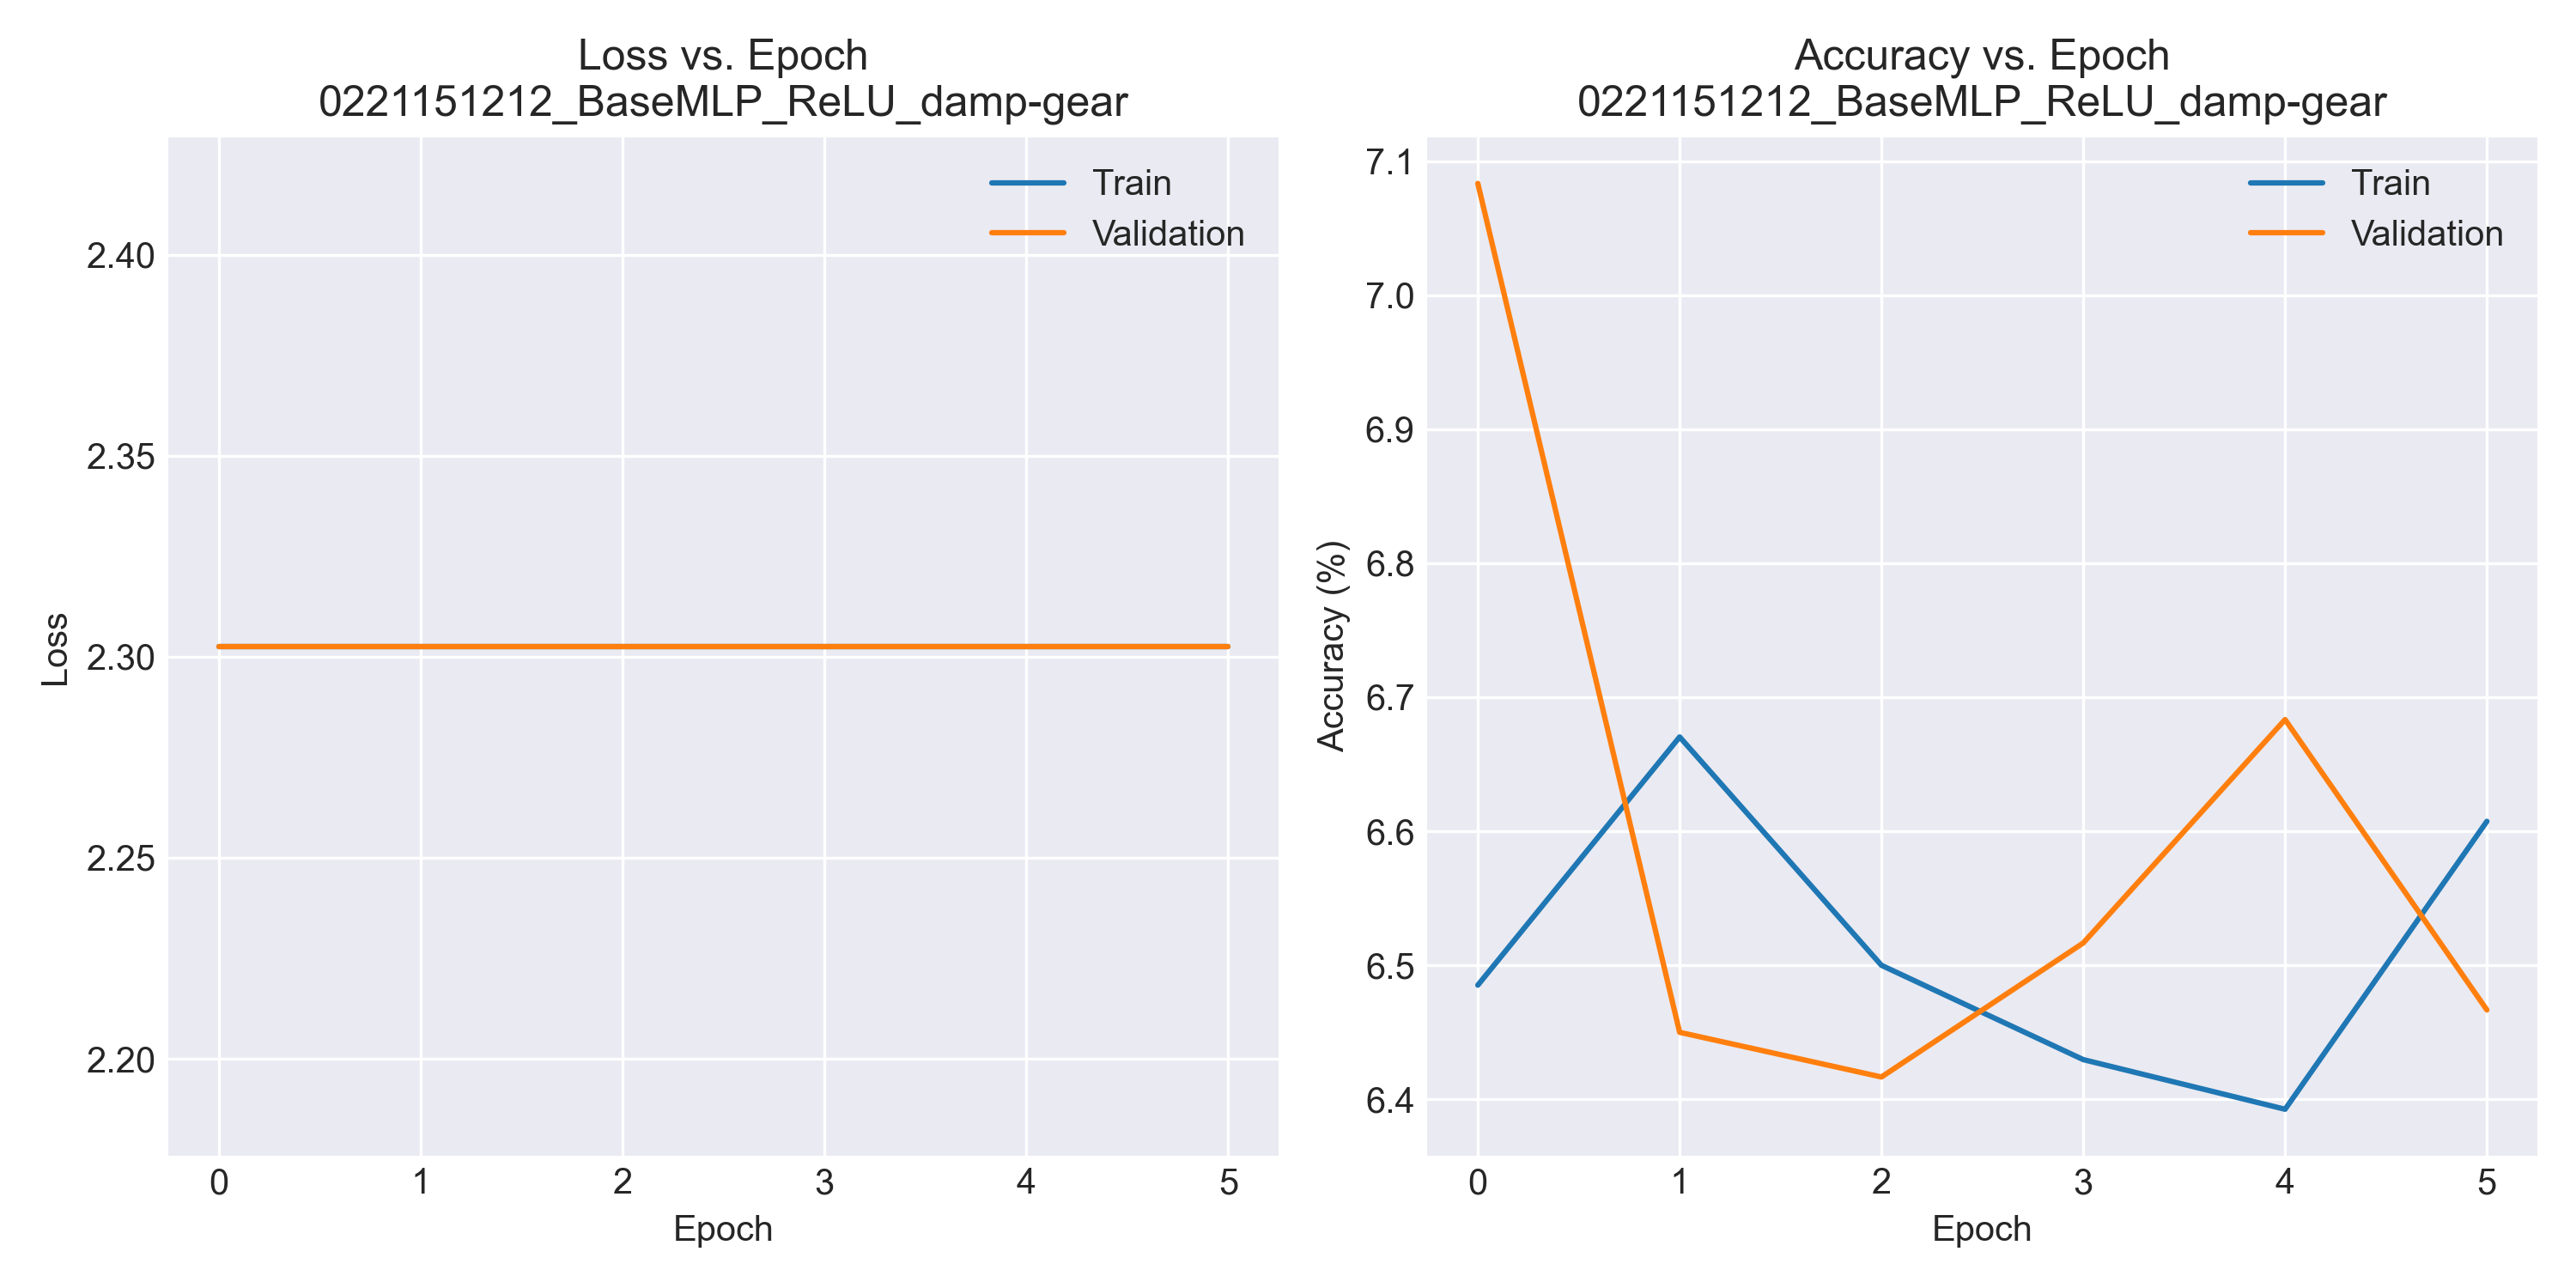 Loss vs. Epoch
0221151212_BaseMLP_ReLU_damp-gear
Train
Validation
2.40
2.35
2.30
2.25
2.20
Loss
0 1 2 3 4 5
Epoch
Accuracy vs. Epoch
0221151212_BaseMLP_ReLU_damp-gear
Train
Validation
7.1
7.0
6.9
6.8
6.7
6.6
6.5
6.4
Accuracy (%)
0 1 2 3 4 5
Epoch